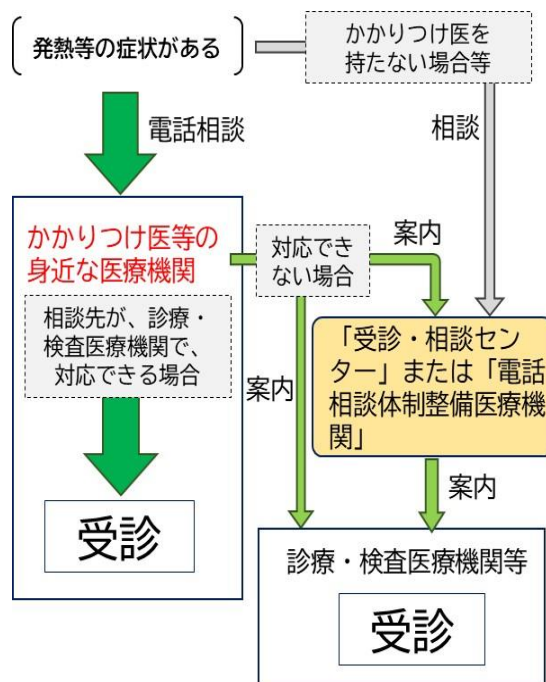 発熱等の症状がある
かかりつけ医を
持たない場合等
電話相談
相談
かかりつけ医等の
身近な医療機関
対応でき
ない場合
案内
相談先が、診療・
検査医療機関で、
対応できる場合
「受診・相談セン
ター」または「電話
相談体制整備医療機
関」
案内
案内
受診
診療・検査医療機関等
受診